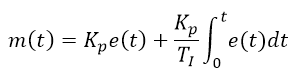 m(t) = K_p e(t) + \frac{K_p}{T_I} \int_0^t e(t)dt